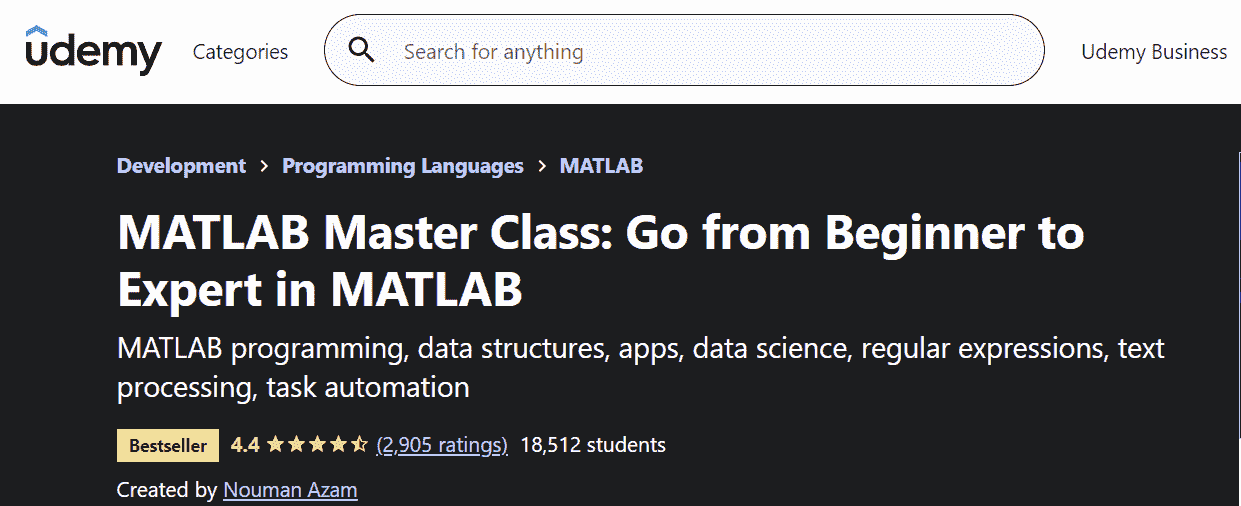 udemy Categories Search for anything Udemy Business
Development > Programming Languages > MATLAB
MATLAB Master Class: Go from Beginner to
Expert in MATLAB
MATLAB programming, data structures, apps, data science, regular expressions, text
processing, task automation
Bestseller 4.4 (2,905 ratings) 18,512 students
Created by Nouman Azam